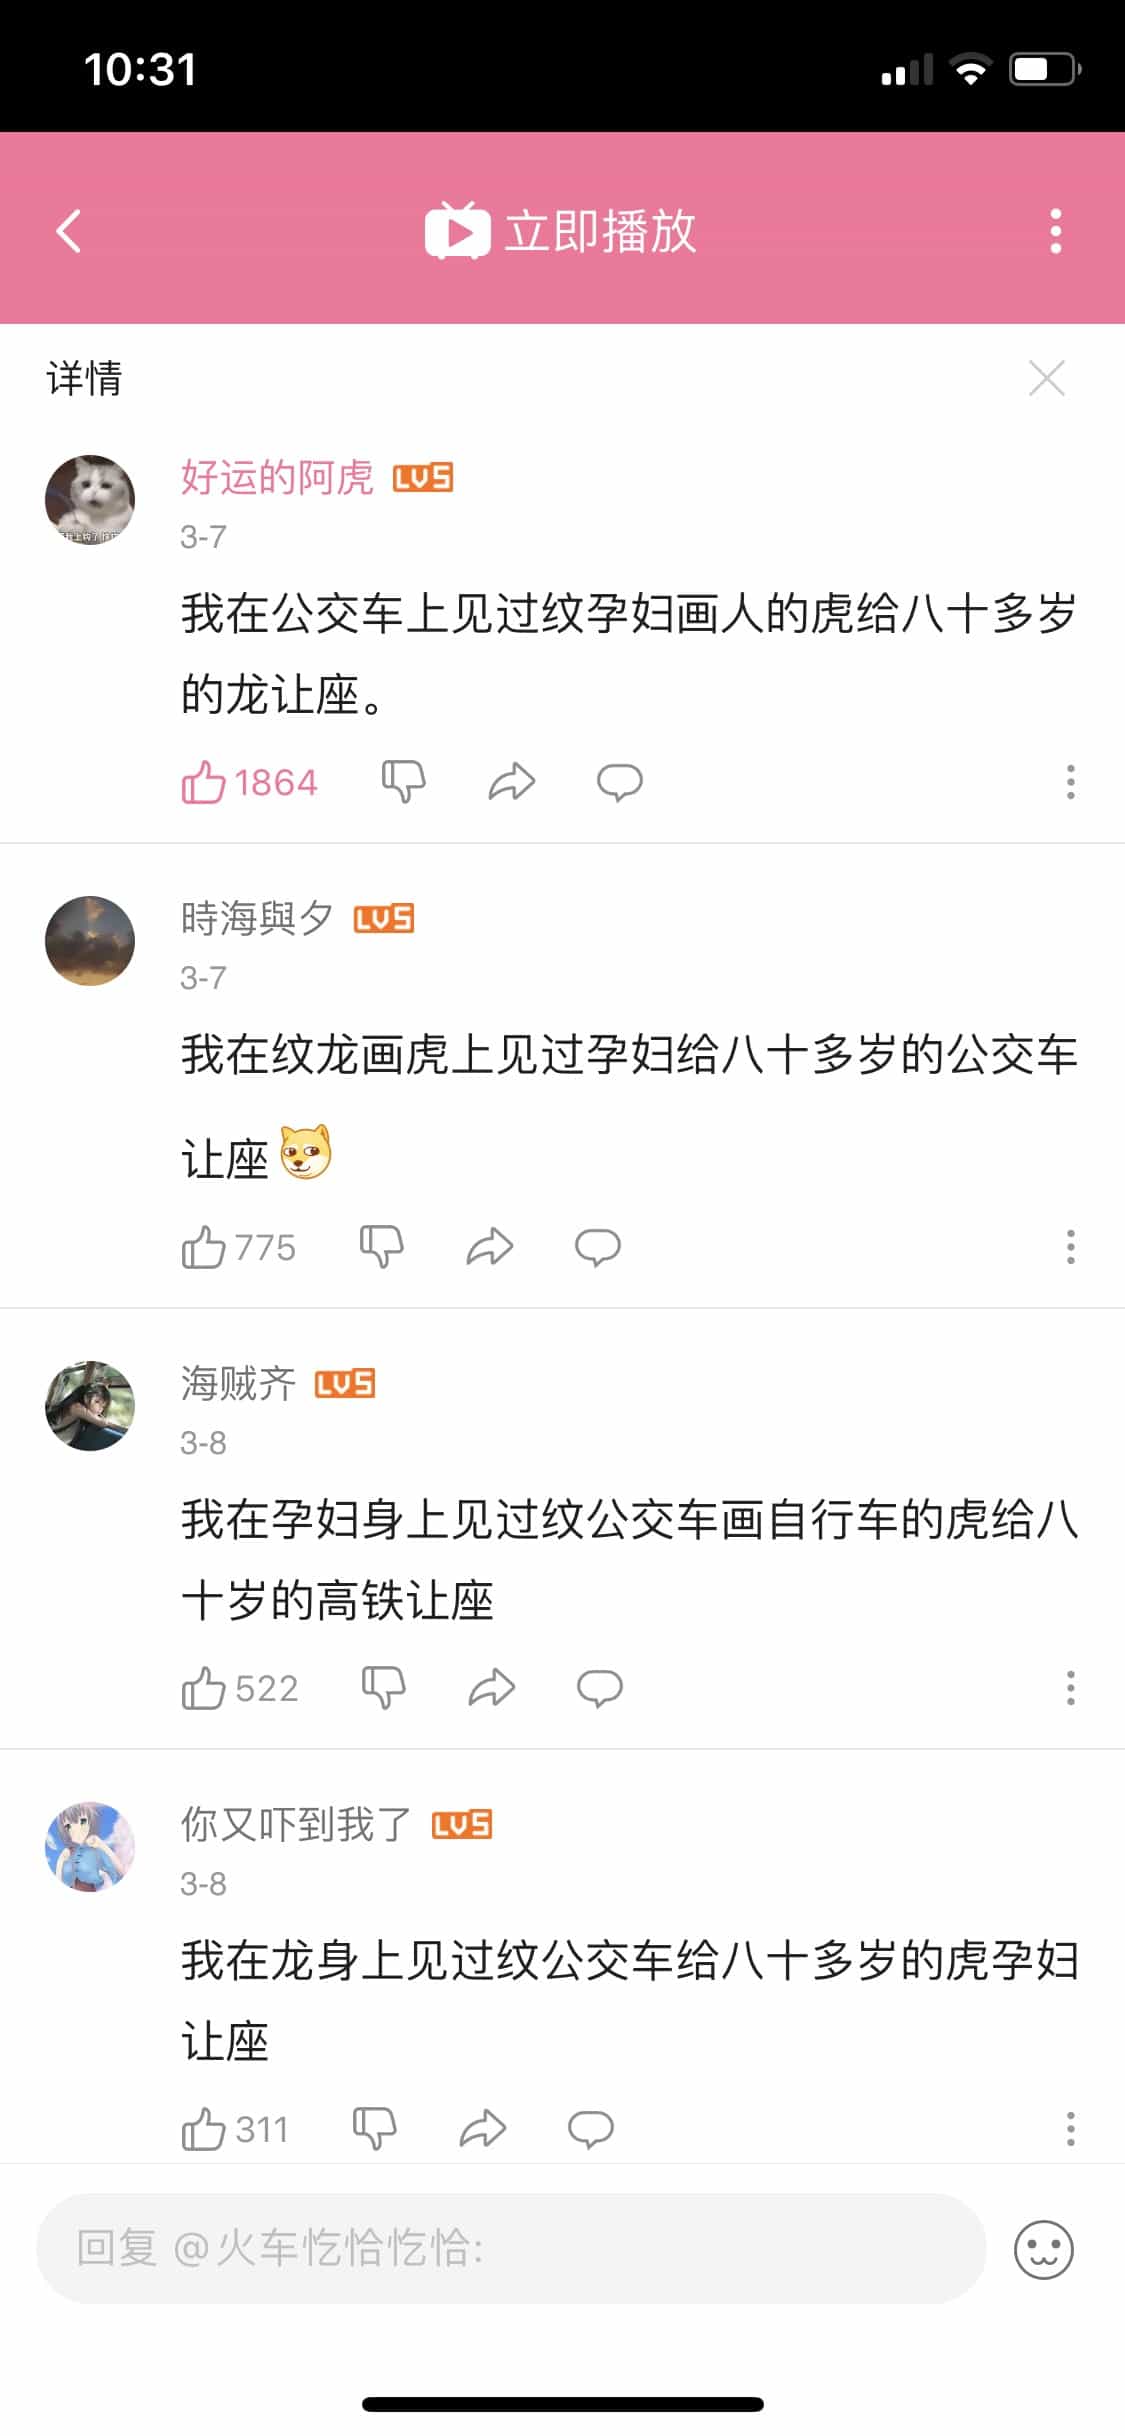 10:31
立即播放
详情
好运的阿虎 LV5
3-7
我在公交车上见过纹孕妇画人的虎给八十多岁
的龙让座。
1864
時海與夕 LV5
3-7
我在纹龙画虎上见过孕妇给八十多岁的公交车
让座
775
海贼齐 LV5
3-8
我在孕妇身上见过纹公交车画自行车的虎给八
十岁的高铁让座
522
你又吓到我了 LV5
3-8
我在龙身上见过纹公交车给八十多岁的虎孕妇
让座
311
回复 @火车忔恰忔恰: